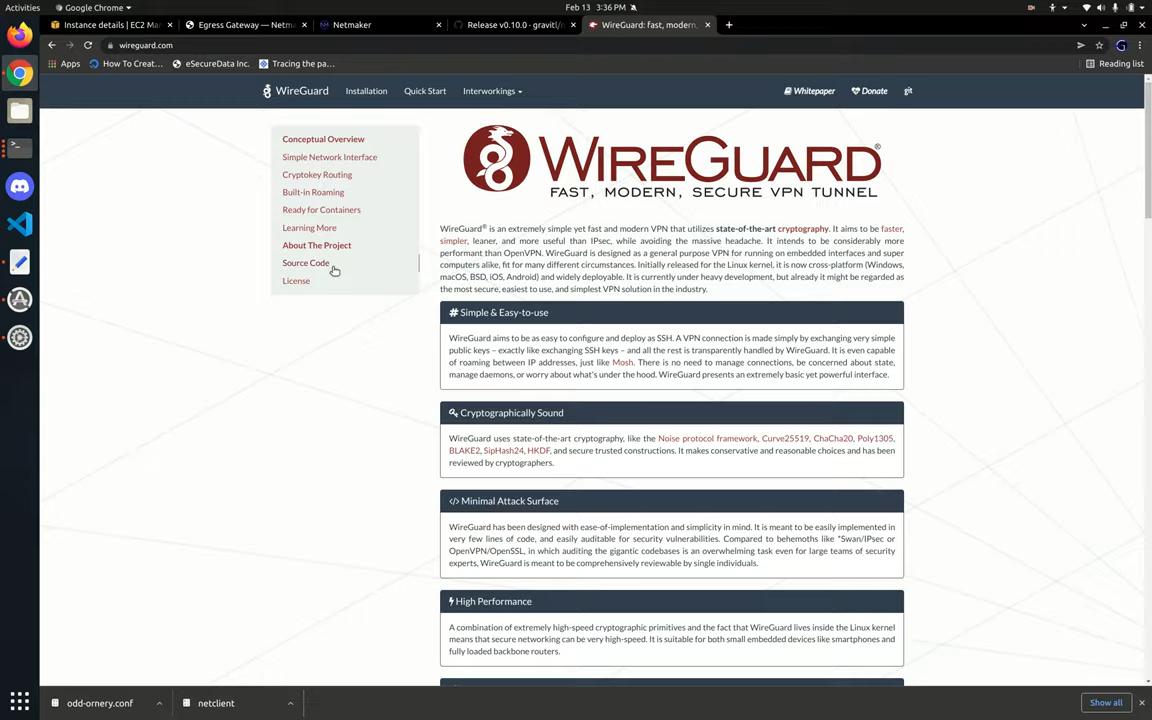 Activities
Google Chrome
Feb 13 3:36 PM
Instance details | EC2 Mar
Egress Gateway — Netma
Netmaker
Release v0.10.0 · gravitl/n
WireGuard: fast, modern,
wireguard.com
Apps
How To Creat...
eSecureData Inc.
Tracing the pa...
Reading list
WireGuard
Installation
Quick Start
Interworkings
Whitepaper
Donate
git
Conceptual Overview
Simple Network Interface
Cryptokey Routing
Built-in Roaming
Ready for Containers
Learning More
About The Project
Source Code
License
WIREGUARD®
FAST, MODERN, SECURE VPN TUNNEL
WireGuard® is an extremely simple yet fast and modern VPN that utilizes state-of-the-art cryptography. It aims to be faster,
simpler, leaner, and more useful than IPsec, while avoiding the massive headache. It intends to be considerably more
performant than OpenVPN. WireGuard is designed as a general purpose VPN for running on embedded interfaces and super
computers alike, fit for many different circumstances. Initially released for the Linux kernel, it is now cross-platform (Windows,
macOS, BSD, iOS, Android) and widely deployable. It is currently under heavy development, but already it might be regarded as
the most secure, easiest to use, and simplest VPN solution in the industry.
Simple & Easy-to-use
WireGuard aims to be as easy to configure and deploy as SSH. A VPN connection is made simply by exchanging very simple
public keys – exactly like exchanging SSH keys – and all the rest is transparently handled by WireGuard. It is even capable
of roaming between IP addresses, just like Mosh. There is no need to manage connections, be concerned about state,
manage daemons, or worry about what's under the hood. WireGuard presents an extremely basic yet powerful interface.
Cryptographically Sound
WireGuard uses state-of-the-art cryptography, like the Noise protocol framework, Curve25519, ChaCha20, Poly1305,
BLAKE2, SipHash24, HKDF, and secure trusted constructions. It makes conservative and reasonable choices and has been
reviewed by cryptographers.
</> Minimal Attack Surface
WireGuard has been designed with ease-of-implementation and simplicity in mind. It is meant to be easily implemented in
very few lines of code, and easily auditable for security vulnerabilities. Compared to behemoths like *Swan/IPsec or
OpenVPN/OpenSSL, in which auditing the gigantic codebases is an overwhelming task even for large teams of security
experts, WireGuard is meant to be comprehensively reviewable by single individuals.
High Performance
A combination of extremely high-speed cryptographic primitives and the fact that WireGuard lives inside the Linux kernel
means that secure networking can be very high-speed. It is suitable for both small embedded devices like smartphones and
fully loaded backbone routers.
odd-ornery.conf
netclient
Show all